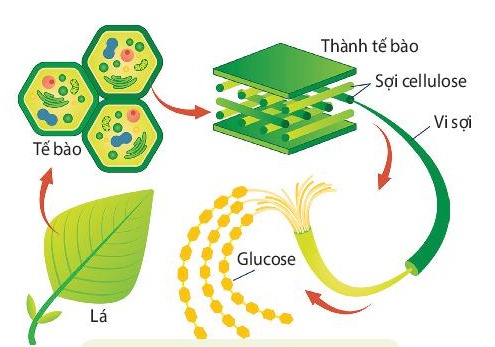 Thành tế bào
Sợi cellulose
Vi sợi
Tế bào
Glucose
Lá